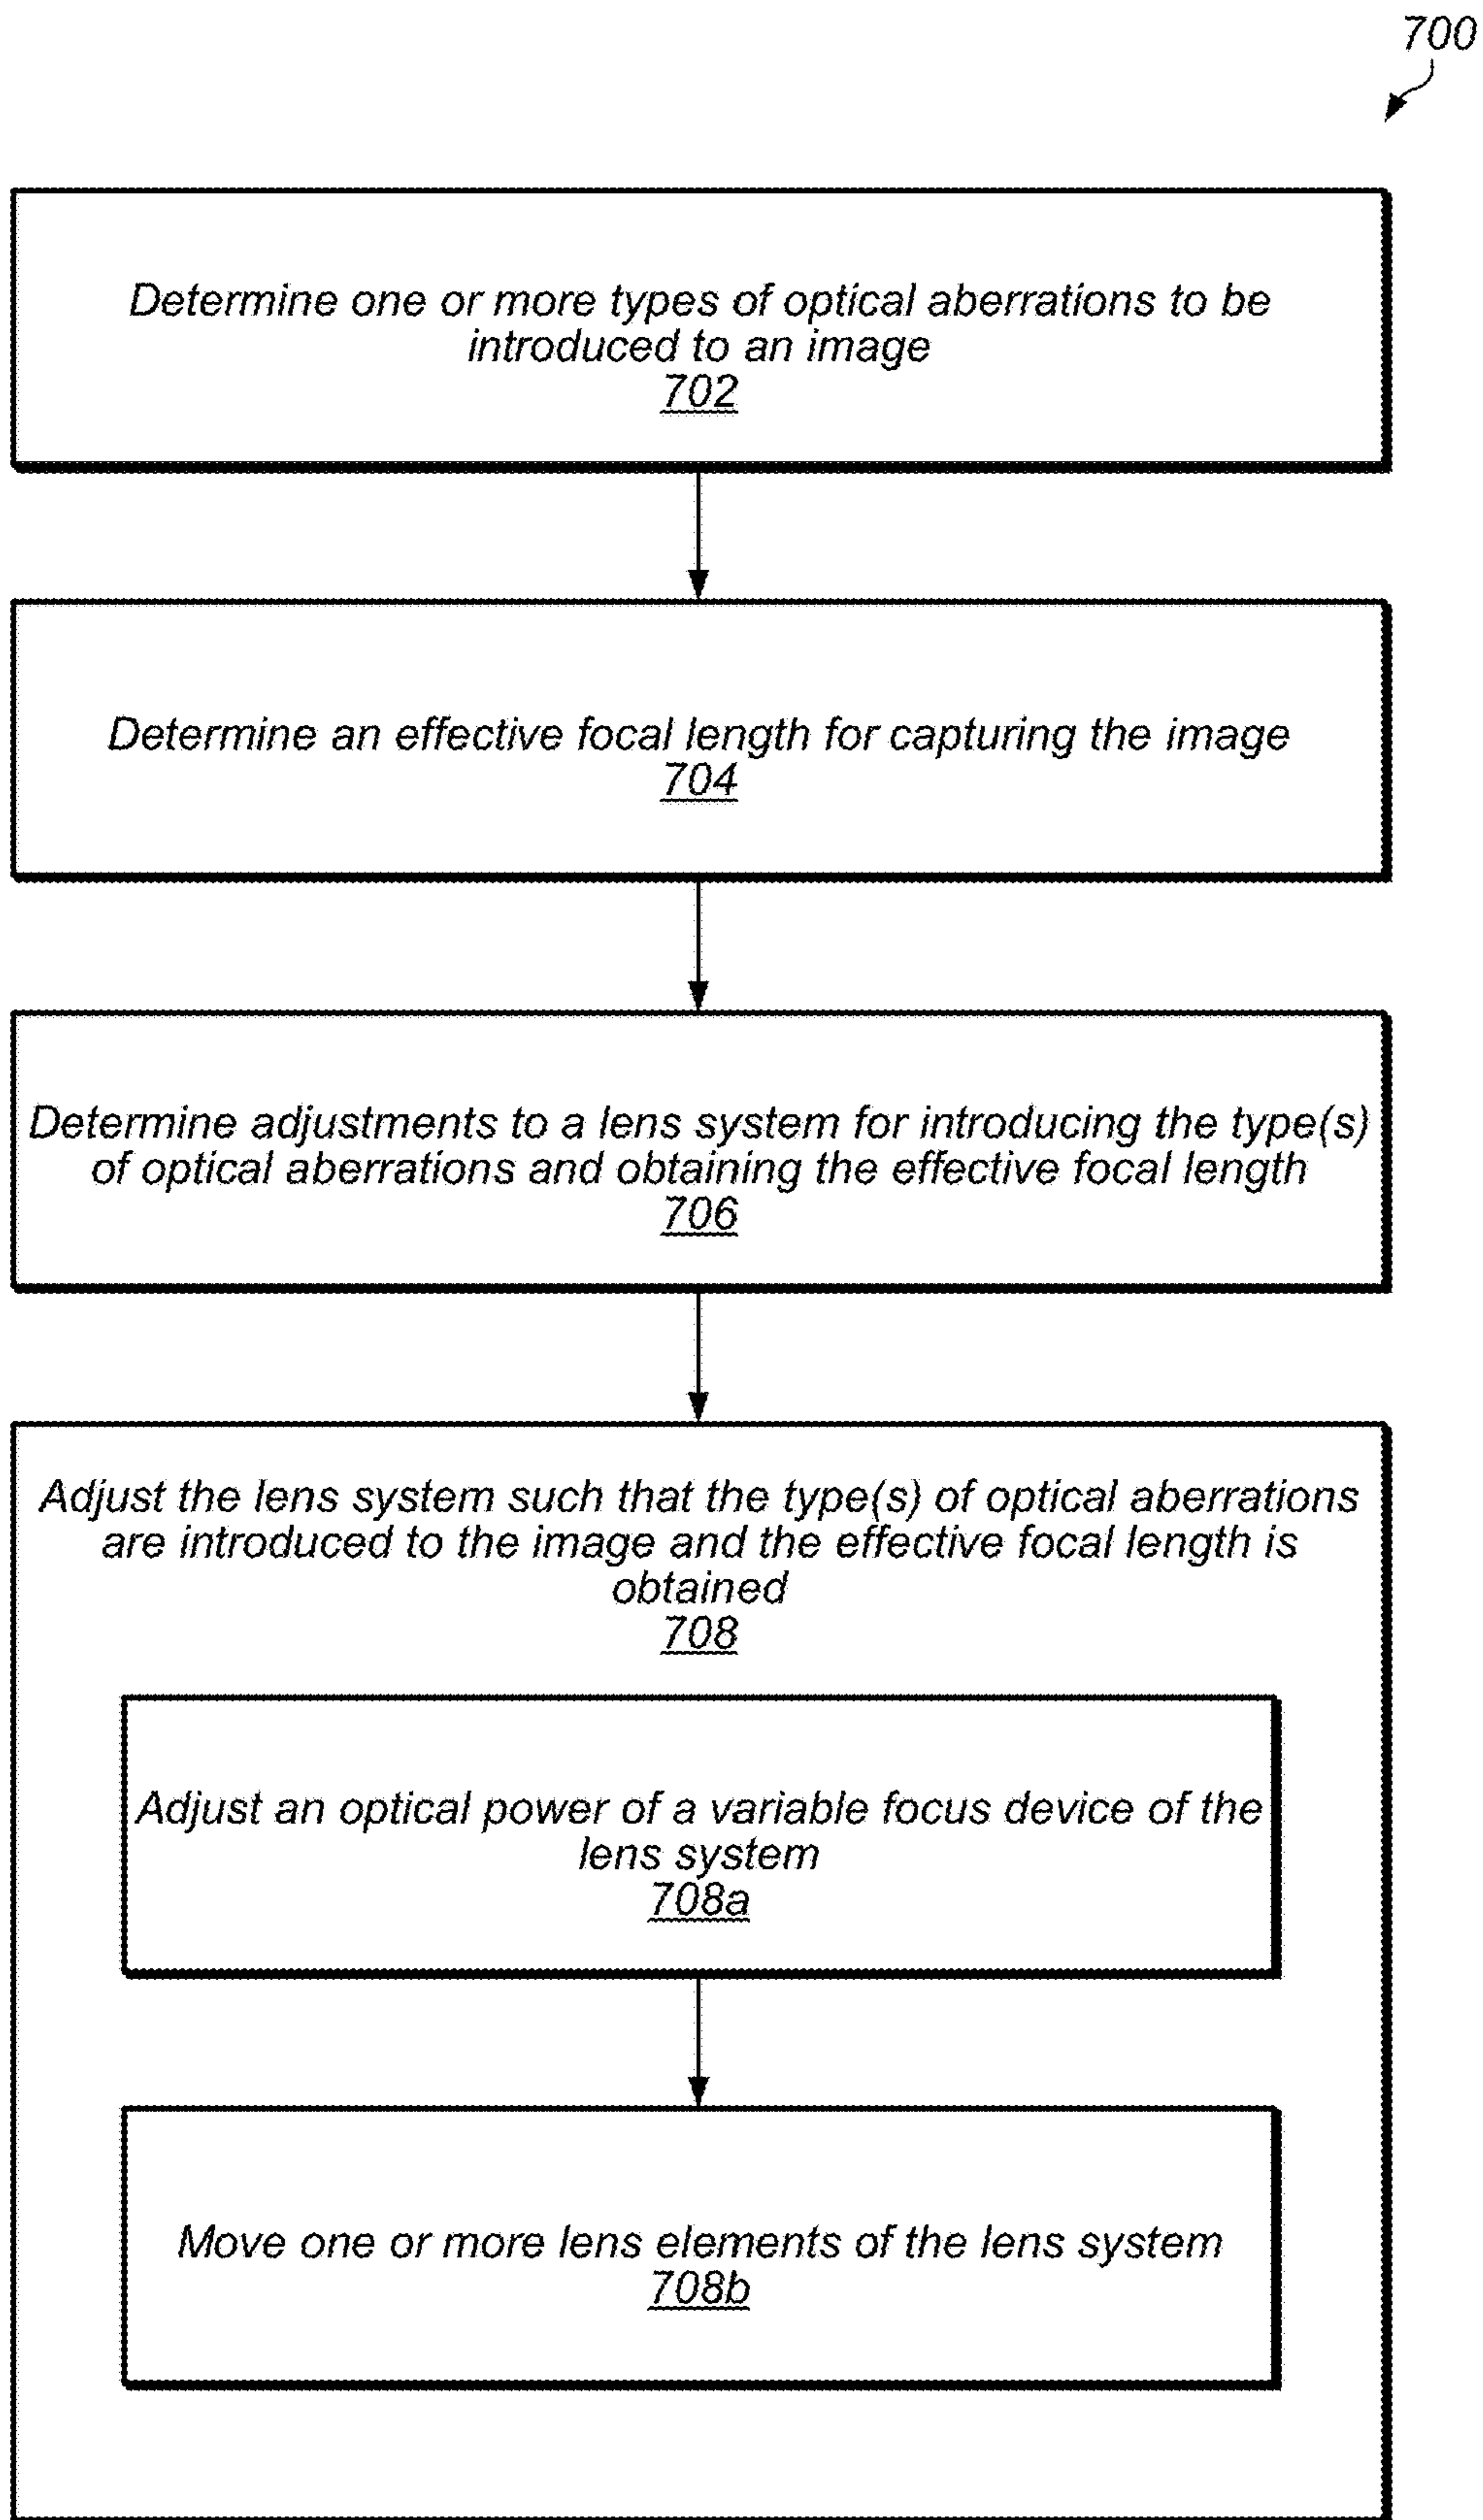 700
Determine one or more types of optical aberrations to be
introduced to an image
702
Determine an effective focal length for capturing the image
704
Determine adjustments to a lens system for introducing the type(s)
of optical aberrations and obtaining the effective focal length
706
Adjust the lens system such that the type(s) of optical aberrations
are introduced to the image and the effective focal length is
obtained
708
Adjust an optical power of a variable focus device of the
lens system
708a
Move one or more lens elements of the lens system
708b